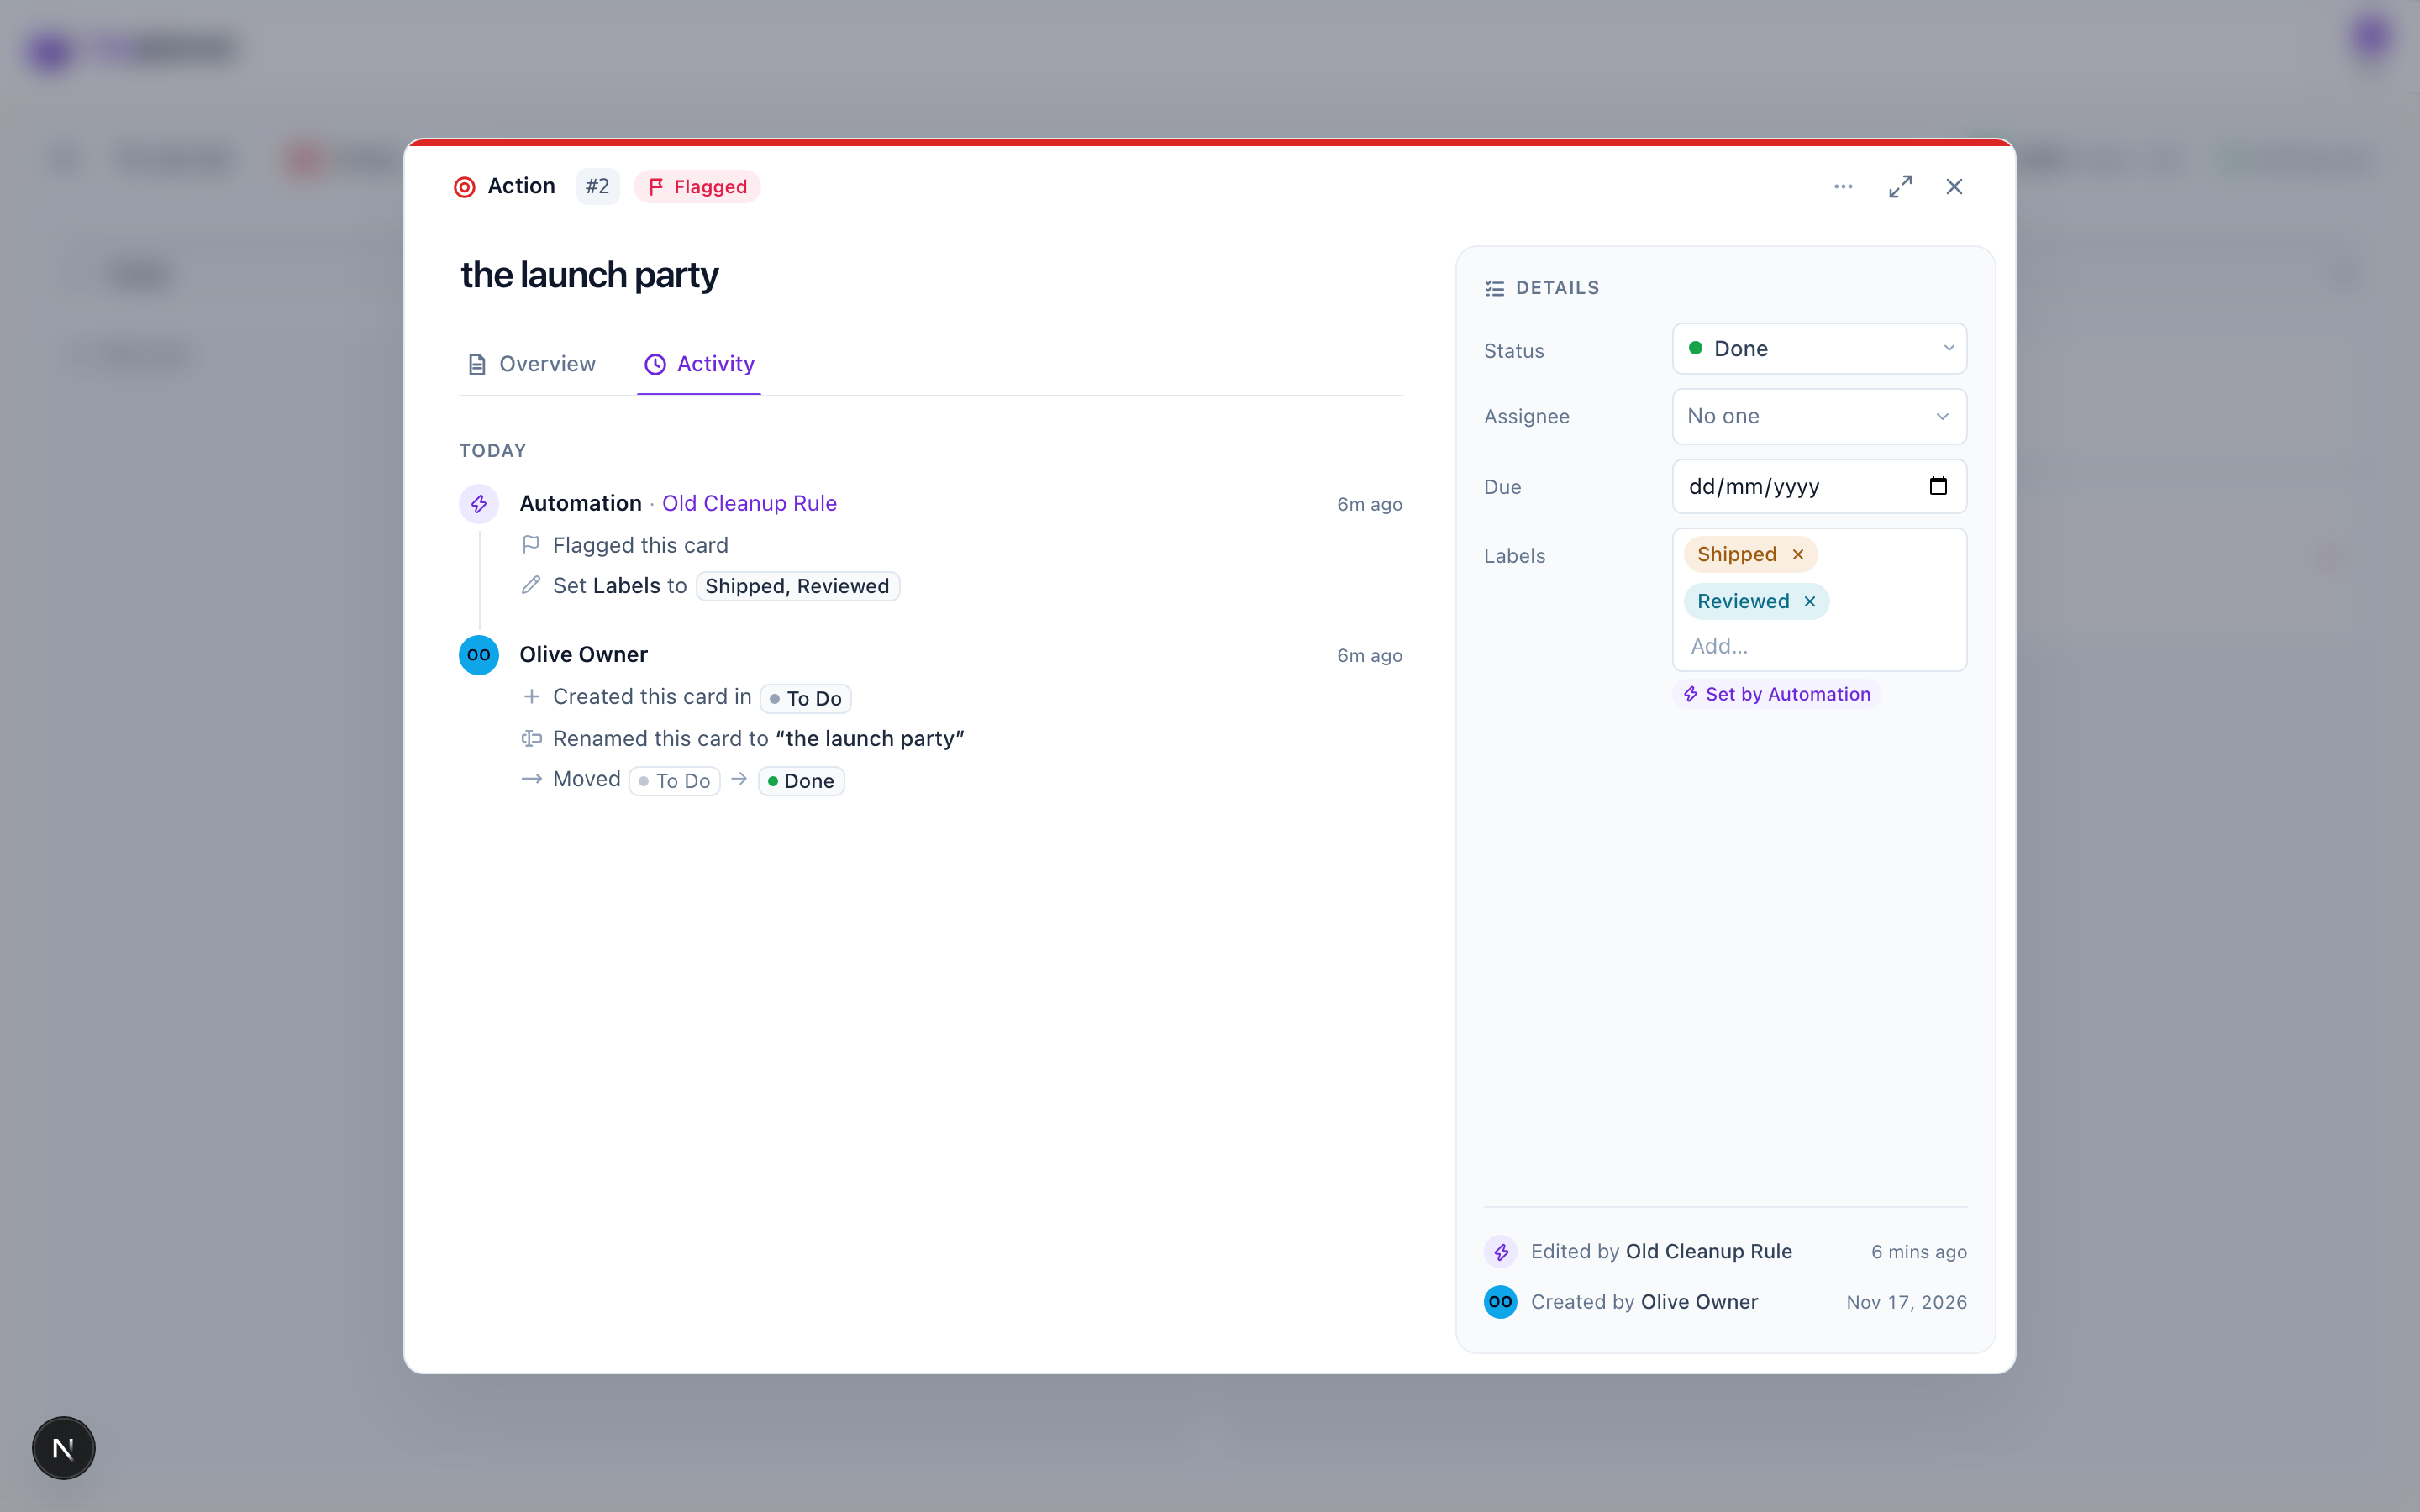 Action #2 Flagged
the launch party
Overview Activity
TODAY
Automation · Old Cleanup Rule 6m ago
Flagged this card
Set Labels to Shipped, Reviewed
OO Olive Owner 6m ago
Created this card in To Do
Renamed this card to “the launch party”
Moved To Do → Done
DETAILS
Status Done
Assignee No one
Due dd/mm/yyyy
Labels Shipped ×
Reviewed ×
Add...
Set by Automation
Edited by Old Cleanup Rule 6 mins ago
OO Created by Olive Owner Nov 17, 2026
N